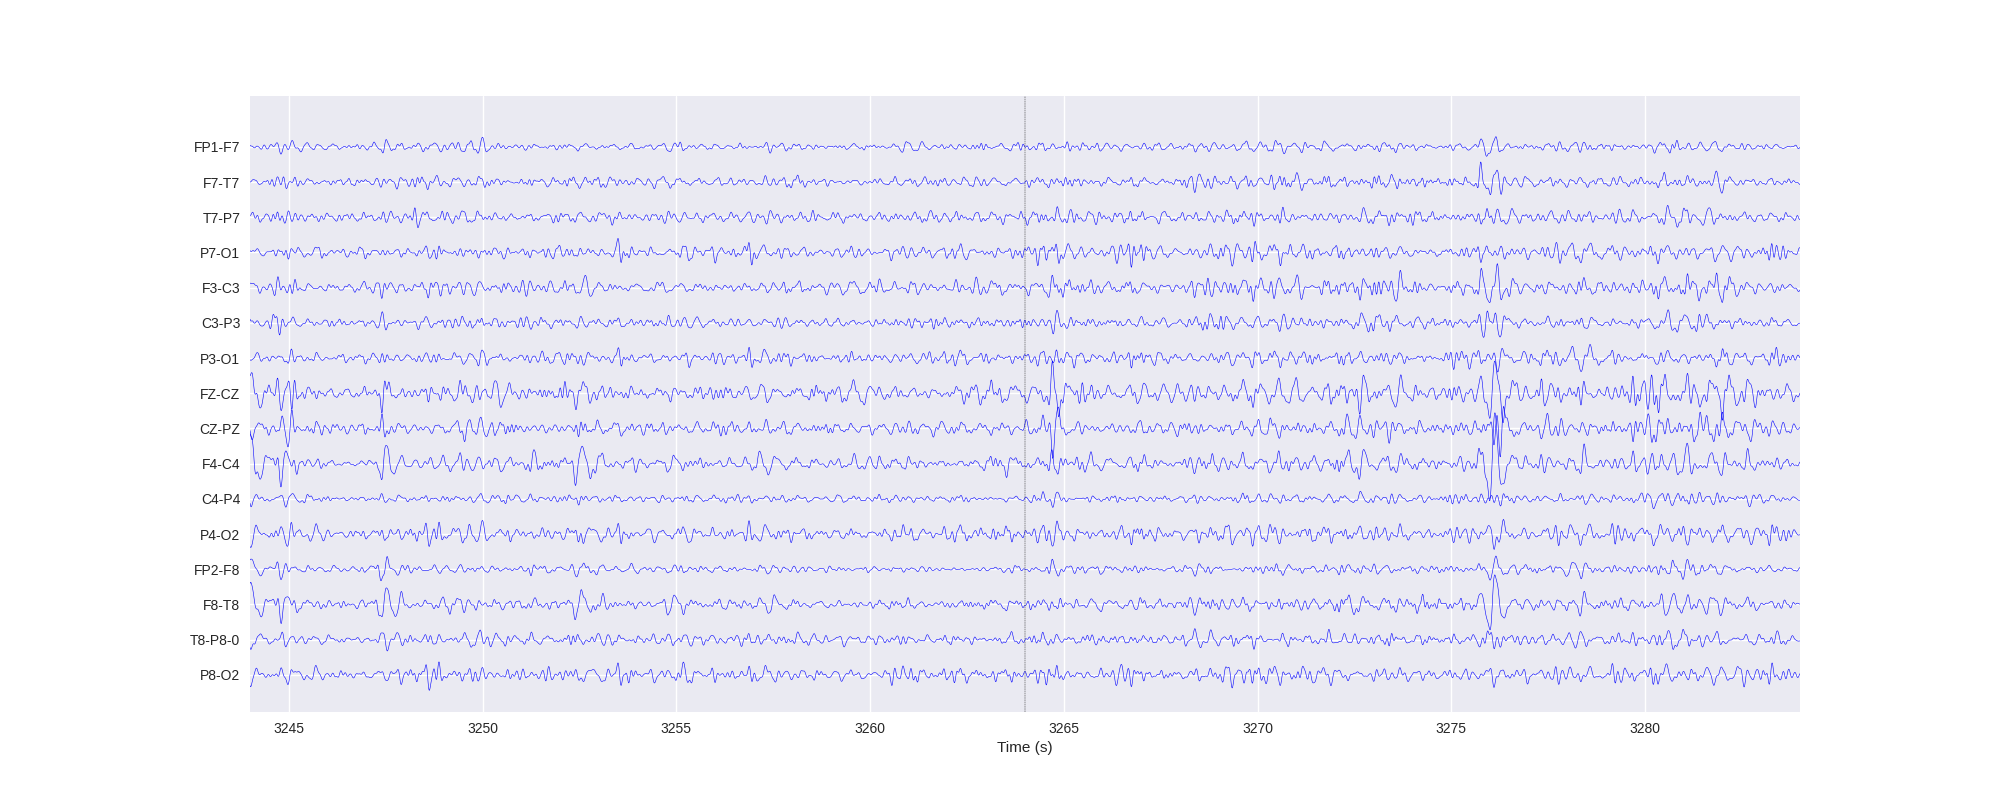 FP1-F7
F7-T7
T7-P7
P7-O1
F3-C3
C3-P3
P3-O1
FZ-CZ
CZ-PZ
F4-C4
C4-P4
P4-O2
FP2-F8
F8-T8
T8-P8-0
P8-O2
3245 3250 3255 3260 3265 3270 3275 3280
Time (s)